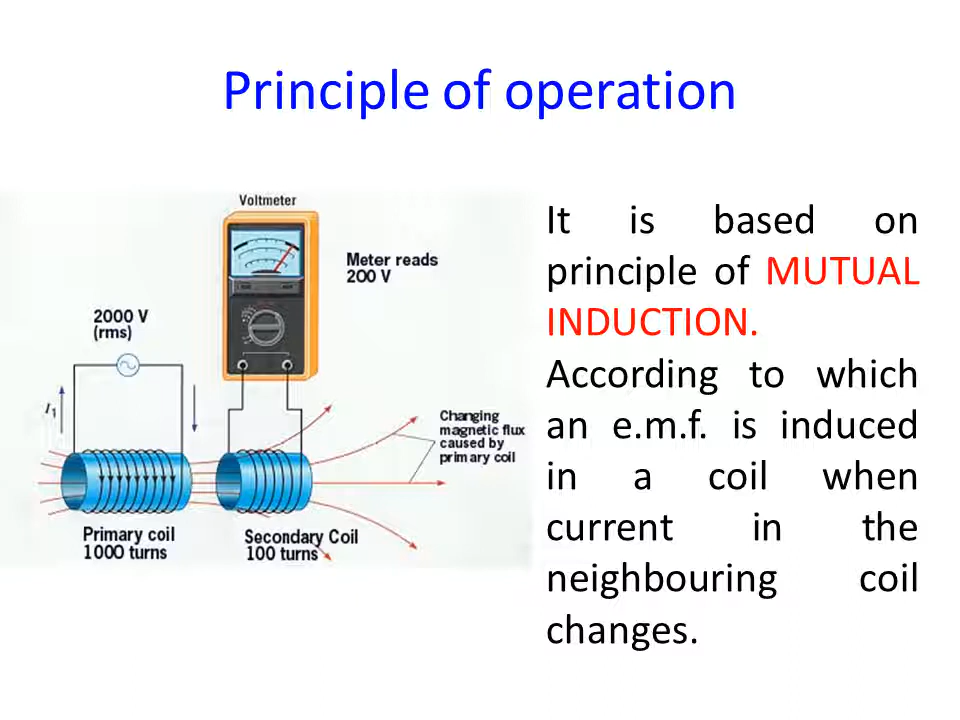 Principle of operation
Voltmeter
Meter reads
200 V
2000 V
(rms)
I1
Changing
magnetic flux
caused by
primary coil
Primary coil
1000 turns
Secondary Coil
100 turns
It is based on
principle of MUTUAL
INDUCTION.
According to which
an e.m.f. is induced
in a coil when
current in the
neighbouring coil
changes.